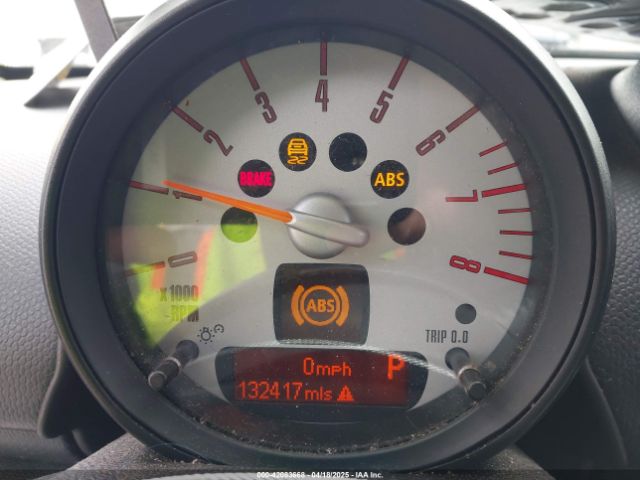 4
3
5
2
6
BRAKE
ABS
1
7
0
8
X1000
-RPM
ABS
TRIP 0.0
0mph P
132417mls
000-42083668 - 04/18/2025 - IAA Inc.